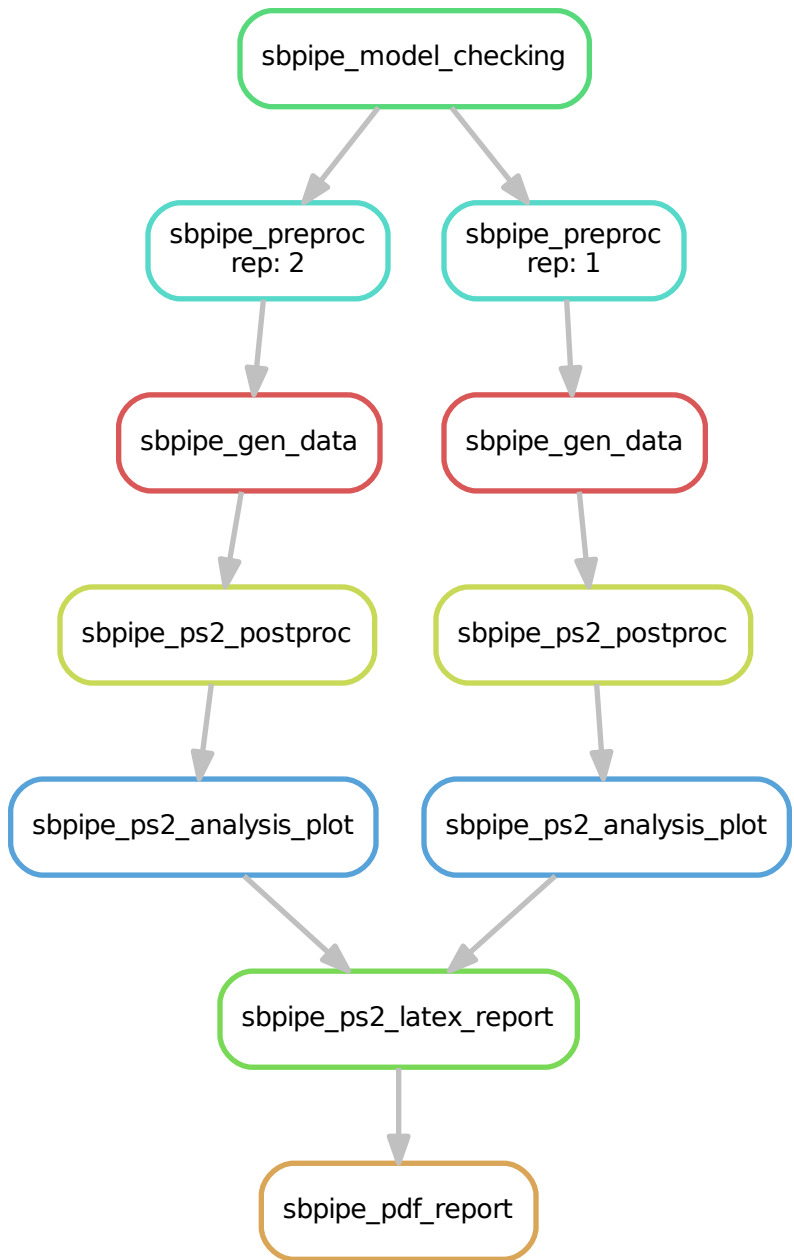 sbpipe_model_checking
sbpipe_preproc
rep: 2
sbpipe_preproc
rep: 1
sbpipe_gen_data
sbpipe_gen_data
sbpipe_ps2_postproc
sbpipe_ps2_postproc
sbpipe_ps2_analysis_plot
sbpipe_ps2_analysis_plot
sbpipe_ps2_latex_report
sbpipe_pdf_report